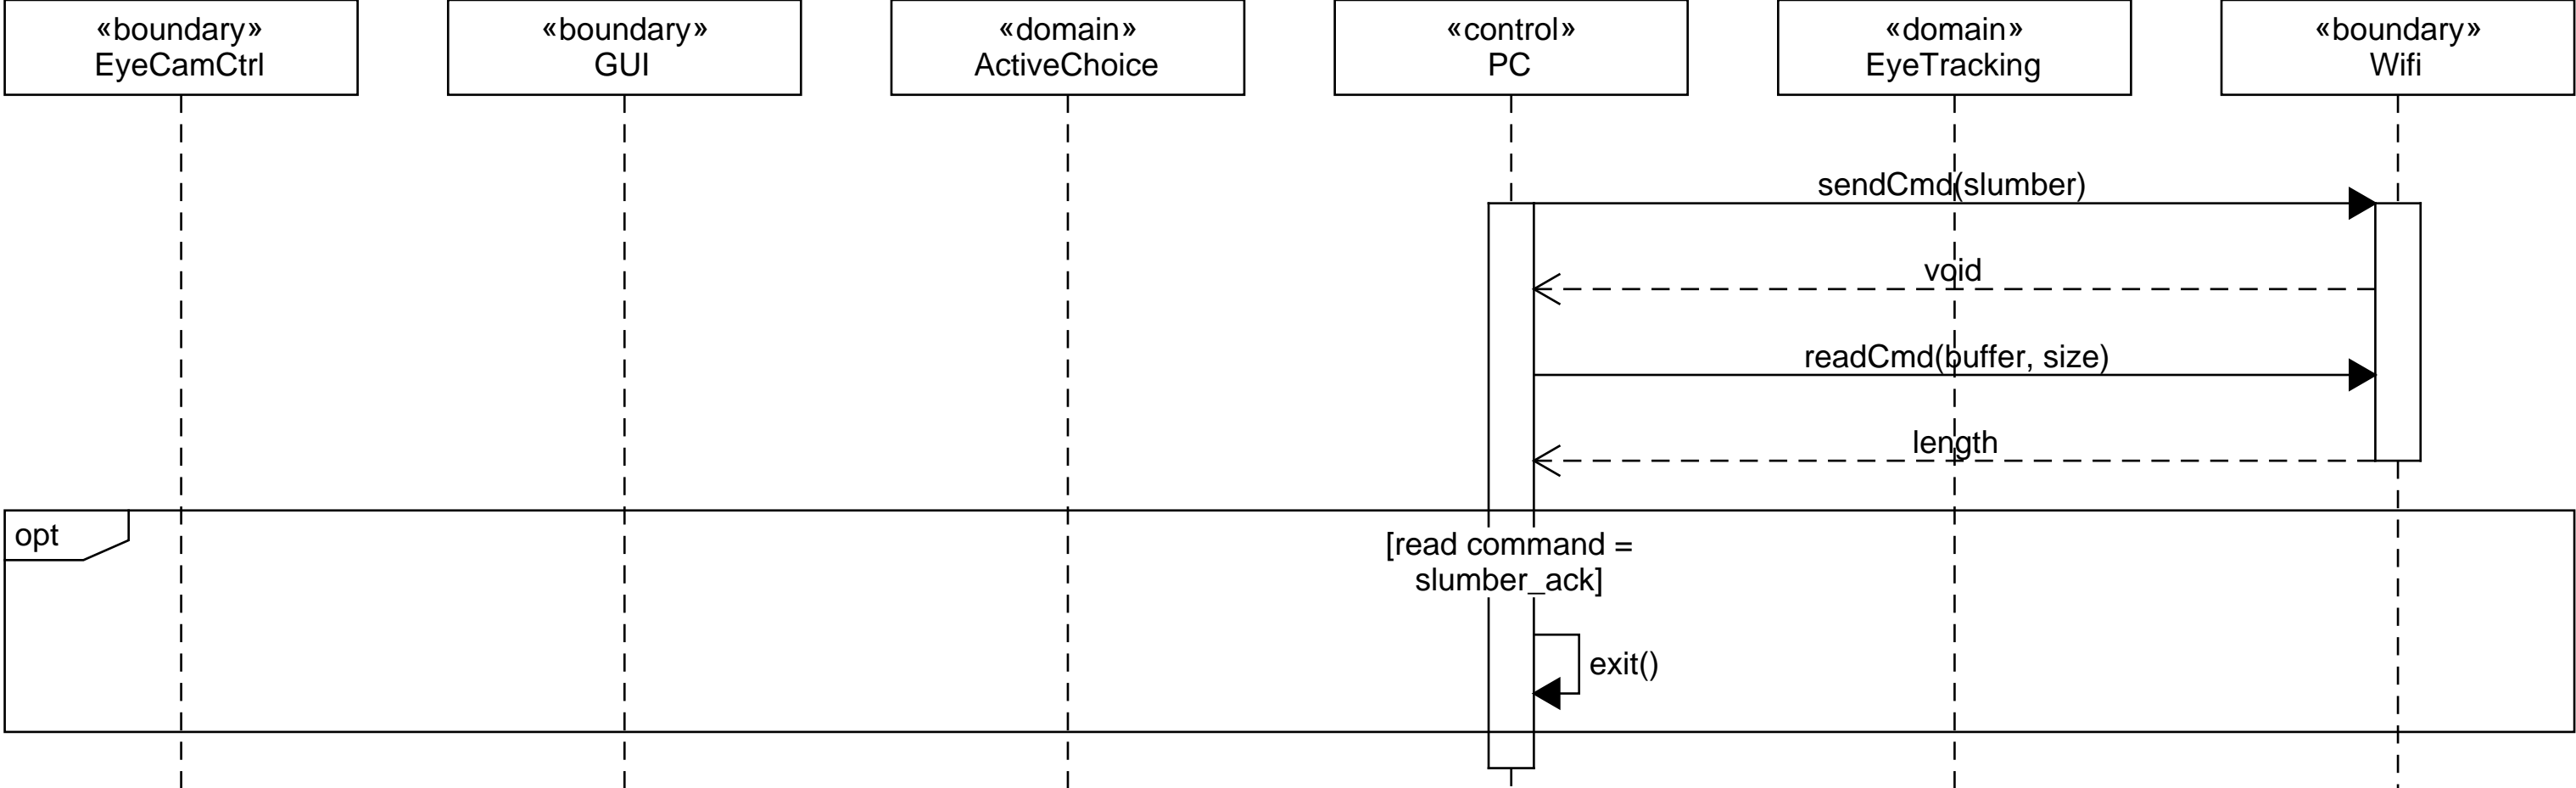 «boundary»
EyeCamCtrl
«boundary»
GUI
«domain»
ActiveChoice
«control»
PC
«domain»
EyeTracking
«boundary»
Wifi
sendCmd(slumber)
void
readCmd(buffer, size)
length
opt
[read command =
slumber_ack]
exit()